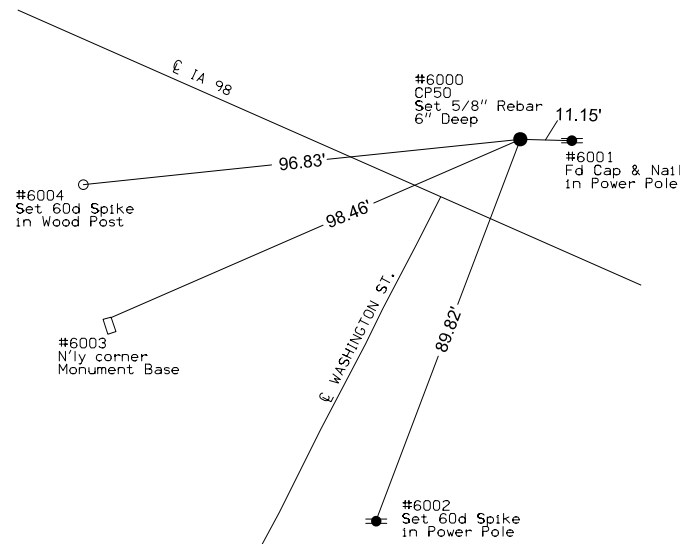 ℄ IA 98
#6000
CP50
Set 5/8" Rebar
6" Deep
11.15'
#6001
Fd Cap & Nail
in Power Pole
96.83'
#6004
Set 60d Spike
in Wood Post
98.46'
#6003
N'ly corner
Monument Base
℄ WASHINGTON ST.
89.82'
#6002
Set 60d Spike
in Power Pole